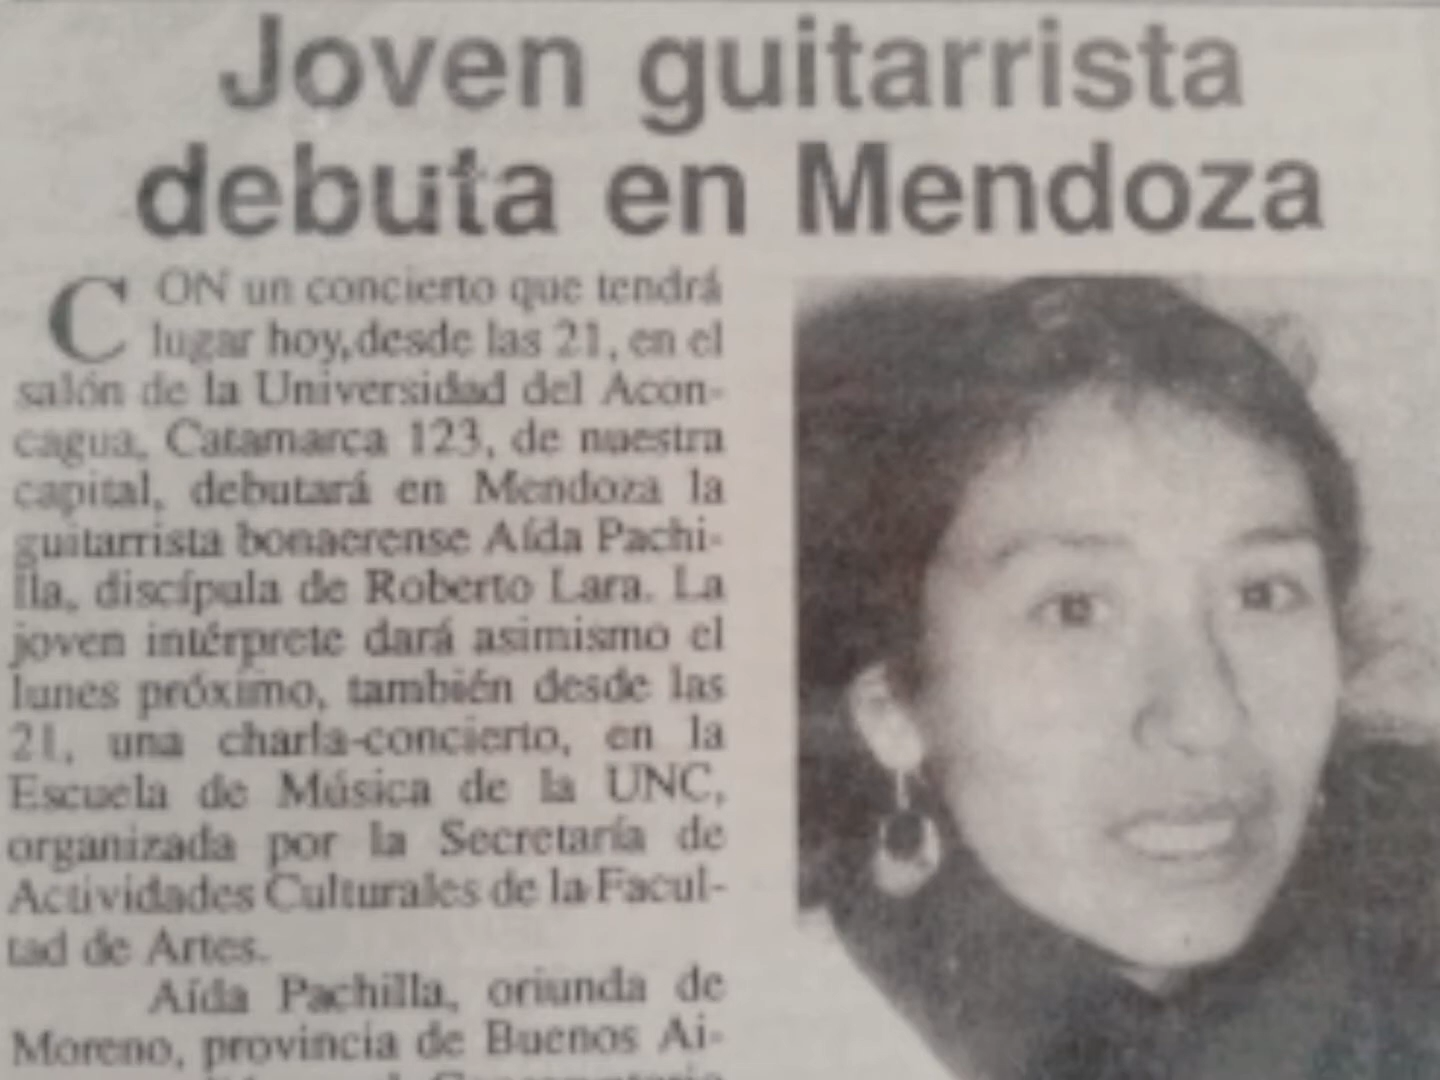 Joven guitarrista
debuta en Mendoza
CON un concierto que tendrá
lugar hoy, desde las 21, en el
salón de la Universidad del Acon-
cagua, Catamarca 123, de nuestra
capital, debutará en Mendoza la
guitarrista bonaerense Aída Pachi-
lla, discípula de Roberto Lara. La
joven intérprete dará asimismo el
lunes próximo, también desde las
21, una charla-concierto, en la
Escuela de Música de la UNC,
organizada por la Secretaría de
Actividades Culturales de la Facul-
tad de Artes.
Aída Pachilla, oriunda de
Moreno, provincia de Buenos Ai-
Conservatorio